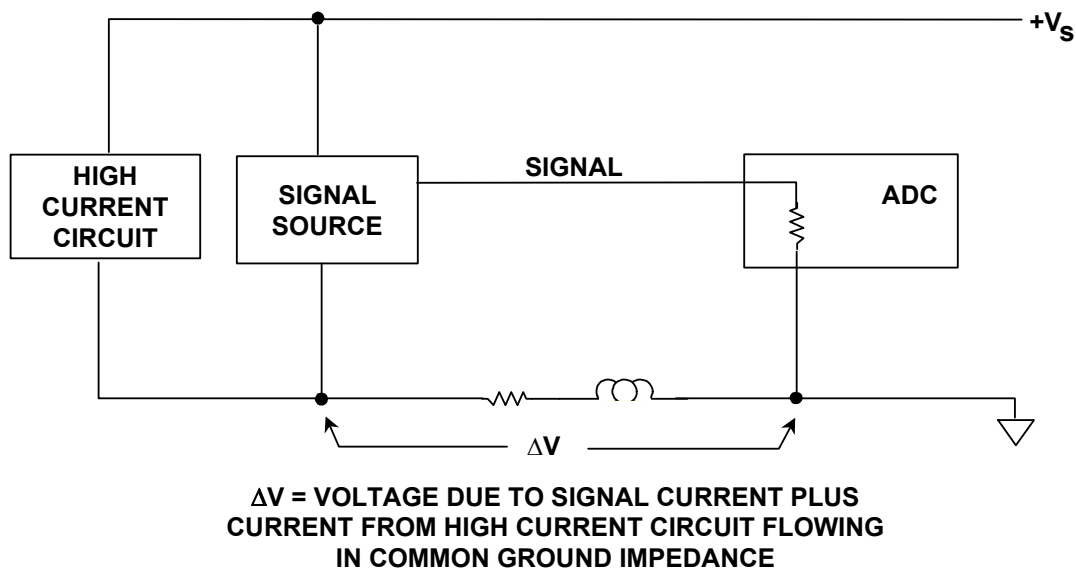 +VS
HIGH
CURRENT
CIRCUIT
SIGNAL
SOURCE
SIGNAL
ADC
ΔV
ΔV = VOLTAGE DUE TO SIGNAL CURRENT PLUS
CURRENT FROM HIGH CURRENT CIRCUIT FLOWING
IN COMMON GROUND IMPEDANCE